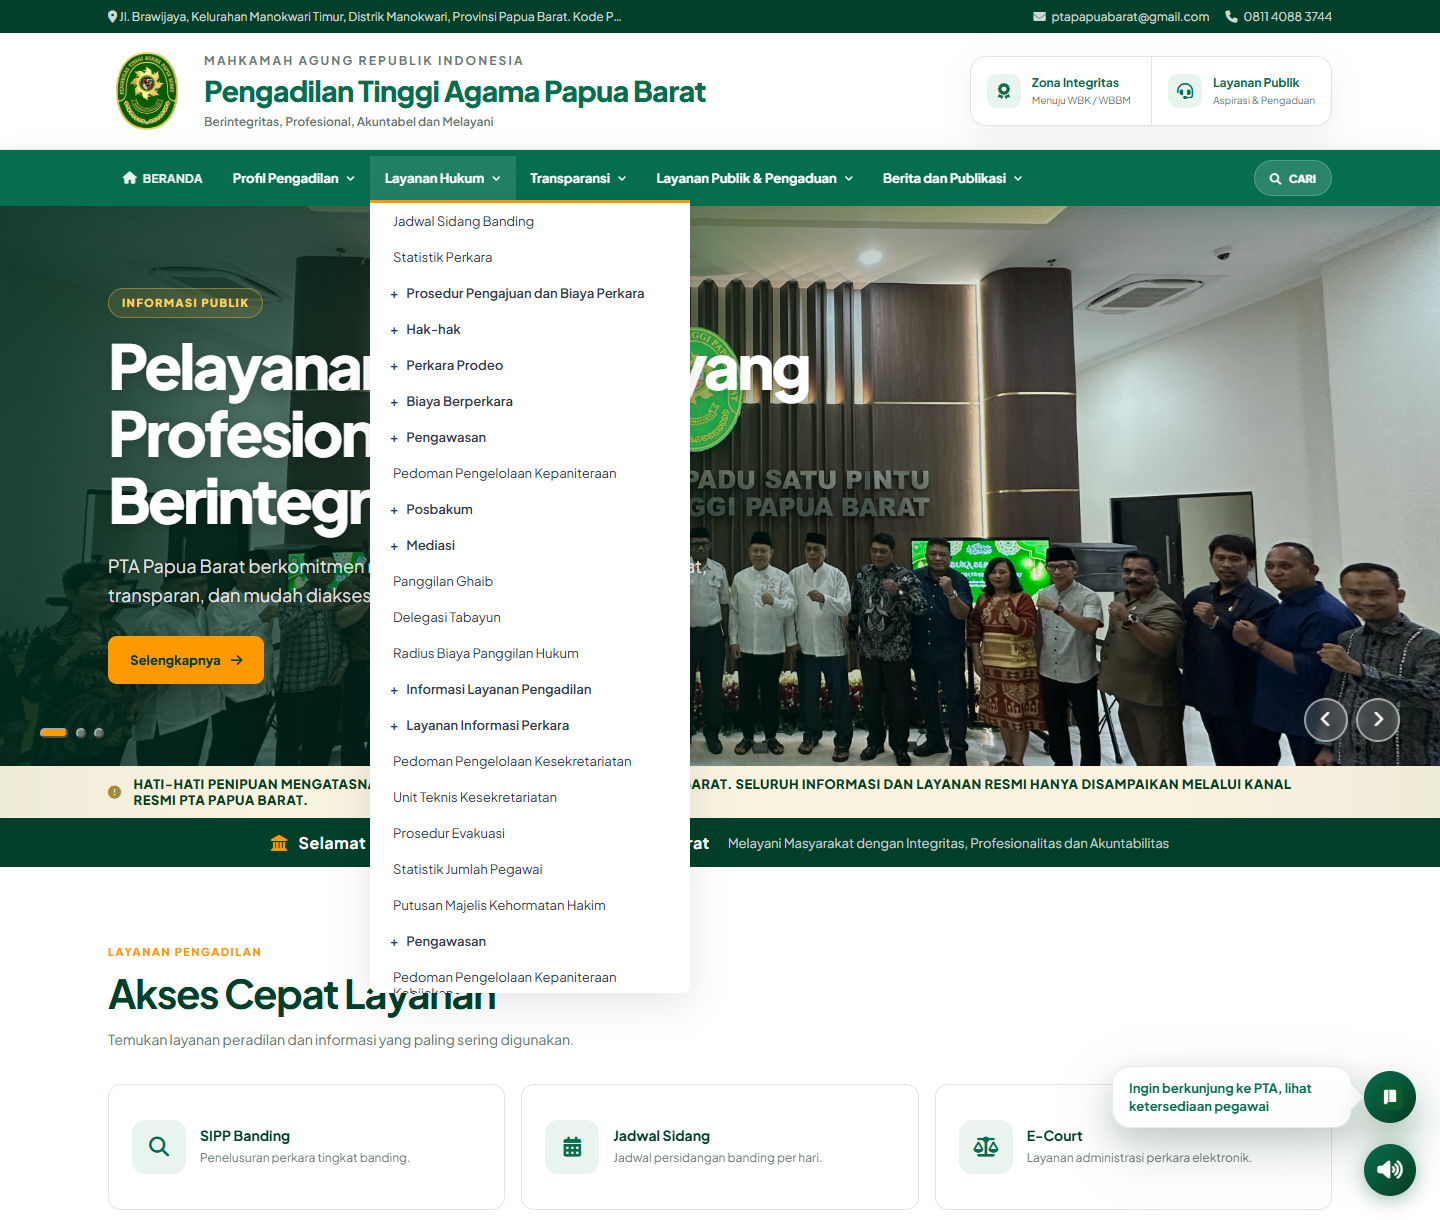 Jl. Brawijaya, Kelurahan Manokwari Timur, Distrik Manokwari, Provinsi Papua Barat. Kode P...
ptapapuabarat@gmail.com
0811 4088 3744
MAHKAMAH AGUNG REPUBLIK INDONESIA
Pengadilan Tinggi Agama Papua Barat
Berintegritas, Profesional, Akuntabel dan Melayani
Zona Integritas
Menuju WBK / WBBM
Layanan Publik
Aspirasi & Pengaduan
BERANDA
Profil Pengadilan
Layanan Hukum
Transparansi
Layanan Publik & Pengaduan
Berita dan Publikasi
CARI
Jadwal Sidang Banding
Statistik Perkara
+ Prosedur Pengajuan dan Biaya Perkara
+ Hak-hak
+ Perkara Prodeo
+ Biaya Berperkara
+ Pengawasan
Pedoman Pengelolaan Kepaniteraan
+ Posbakum
+ Mediasi
Panggilan Ghaib
Delegasi Tabayun
Radius Biaya Panggilan Hukum
+ Informasi Layanan Pengadilan
+ Layanan Informasi Perkara
Pedoman Pengelolaan Kesekretariatan
Unit Teknis Kesekretariatan
Prosedur Evakuasi
Statistik Jumlah Pegawai
Putusan Majelis Kehormatan Hakim
+ Pengawasan
Pedoman Pengelolaan Kepaniteraan
INFORMASI PUBLIK
Pelayanan yang
Profesion
Berintegr
PADU SATU PINTU
GGI PAPUA BARAT
PTA Papua Barat berkomitmen
transparan, dan mudah diakses
Selengkapnya
HATI-HATI PENIPUAN MENGATASNA ARAT. SELURUH INFORMASI DAN LAYANAN RESMI HANYA DISAMPAIKAN MELALUI KANAL
RESMI PTA PAPUA BARAT.
Selamat rat Melayani Masyarakat dengan Integritas, Profesionalitas dan Akuntabilitas
LAYANAN PENGADILAN
Akses Cepat Layanan
Temukan layanan peradilan dan informasi yang paling sering digunakan.
SIPP Banding
Penelusuran perkara tingkat banding.
Jadwal Sidang
Jadwal persidangan banding per hari.
E-Court
Layanan administrasi perkara elektronik.
Ingin berkunjung ke PTA, lihat
ketersediaan pegawai